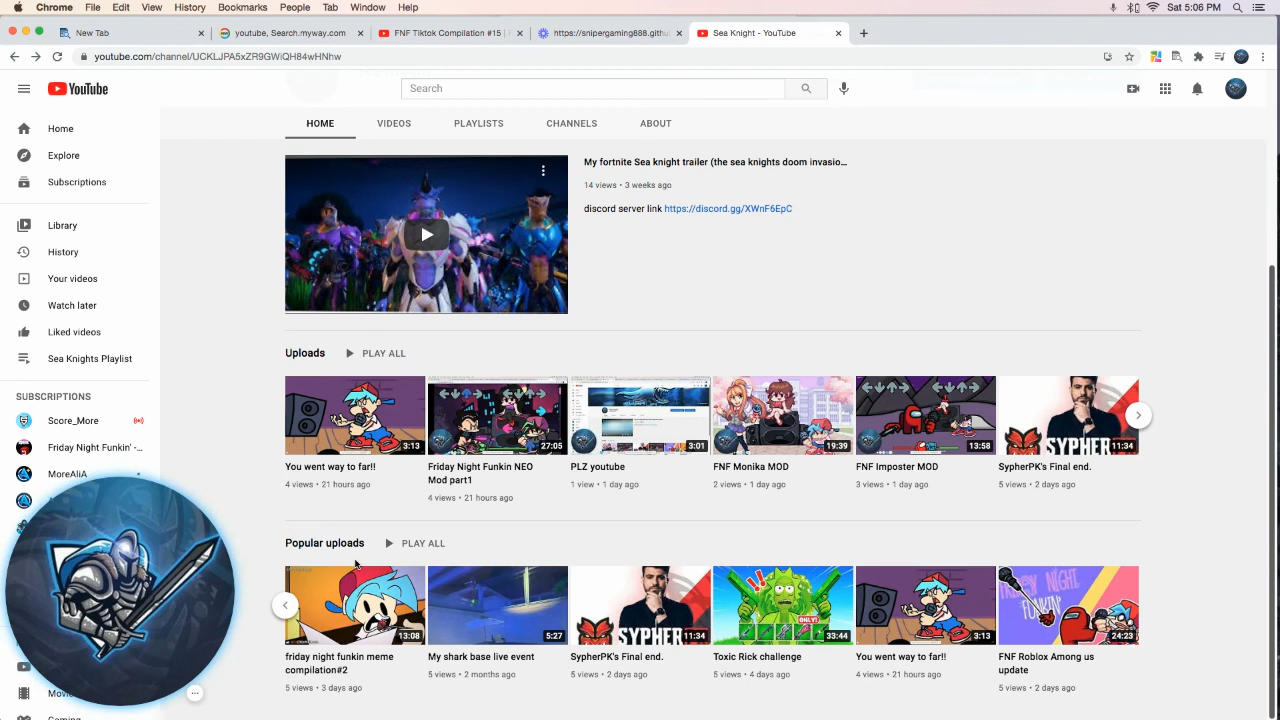 Chrome File Edit View History Bookmarks People Tab Window Help
Sat 5:06 PM
New Tab
youtube, Search.myway.com
FNF Tiktok Compilation #15 |
https://snipergaming888.githu
Sea Knight - YouTube
youtube.com/channel/UCKLJPA5xZR9GWiQH84wHNhw
YouTube
Search
Home
Explore
Subscriptions
Library
History
Your videos
Watch later
Liked videos
Sea Knights Playlist
SUBSCRIPTIONS
Score_More
Friday Night Funkin' -...
MoreAliA
HOME VIDEOS PLAYLISTS CHANNELS ABOUT
My fortnite Sea knight trailer (the sea knights doom invasio...
14 views • 3 weeks ago
discord server link https://discord.gg/XWnF6EpC
Uploads PLAY ALL
3:13
27:05
3:01
19:39
13:58
SYPHER
11:34
You went way to far!!
4 views • 21 hours ago
Friday Night Funkin NEO
Mod part1
4 views • 21 hours ago
PLZ youtube
1 view • 1 day ago
FNF Monika MOD
2 views • 1 day ago
FNF Imposter MOD
3 views • 1 day ago
SypherPK's Final end.
5 views • 2 days ago
Popular uploads PLAY ALL
13:08
5:27
SYPHER
11:34
ONLY!
33:44
3:13
FRIDAY NIGHT
FUNKIN
24:23
friday night funkin meme
compilation#2
5 views • 3 days ago
My shark base live event
5 views • 2 months ago
SypherPK's Final end.
5 views • 2 days ago
Toxic Rick challenge
5 views • 4 days ago
You went way to far!!
4 views • 21 hours ago
FNF Roblox Among us
update
5 views • 2 days ago